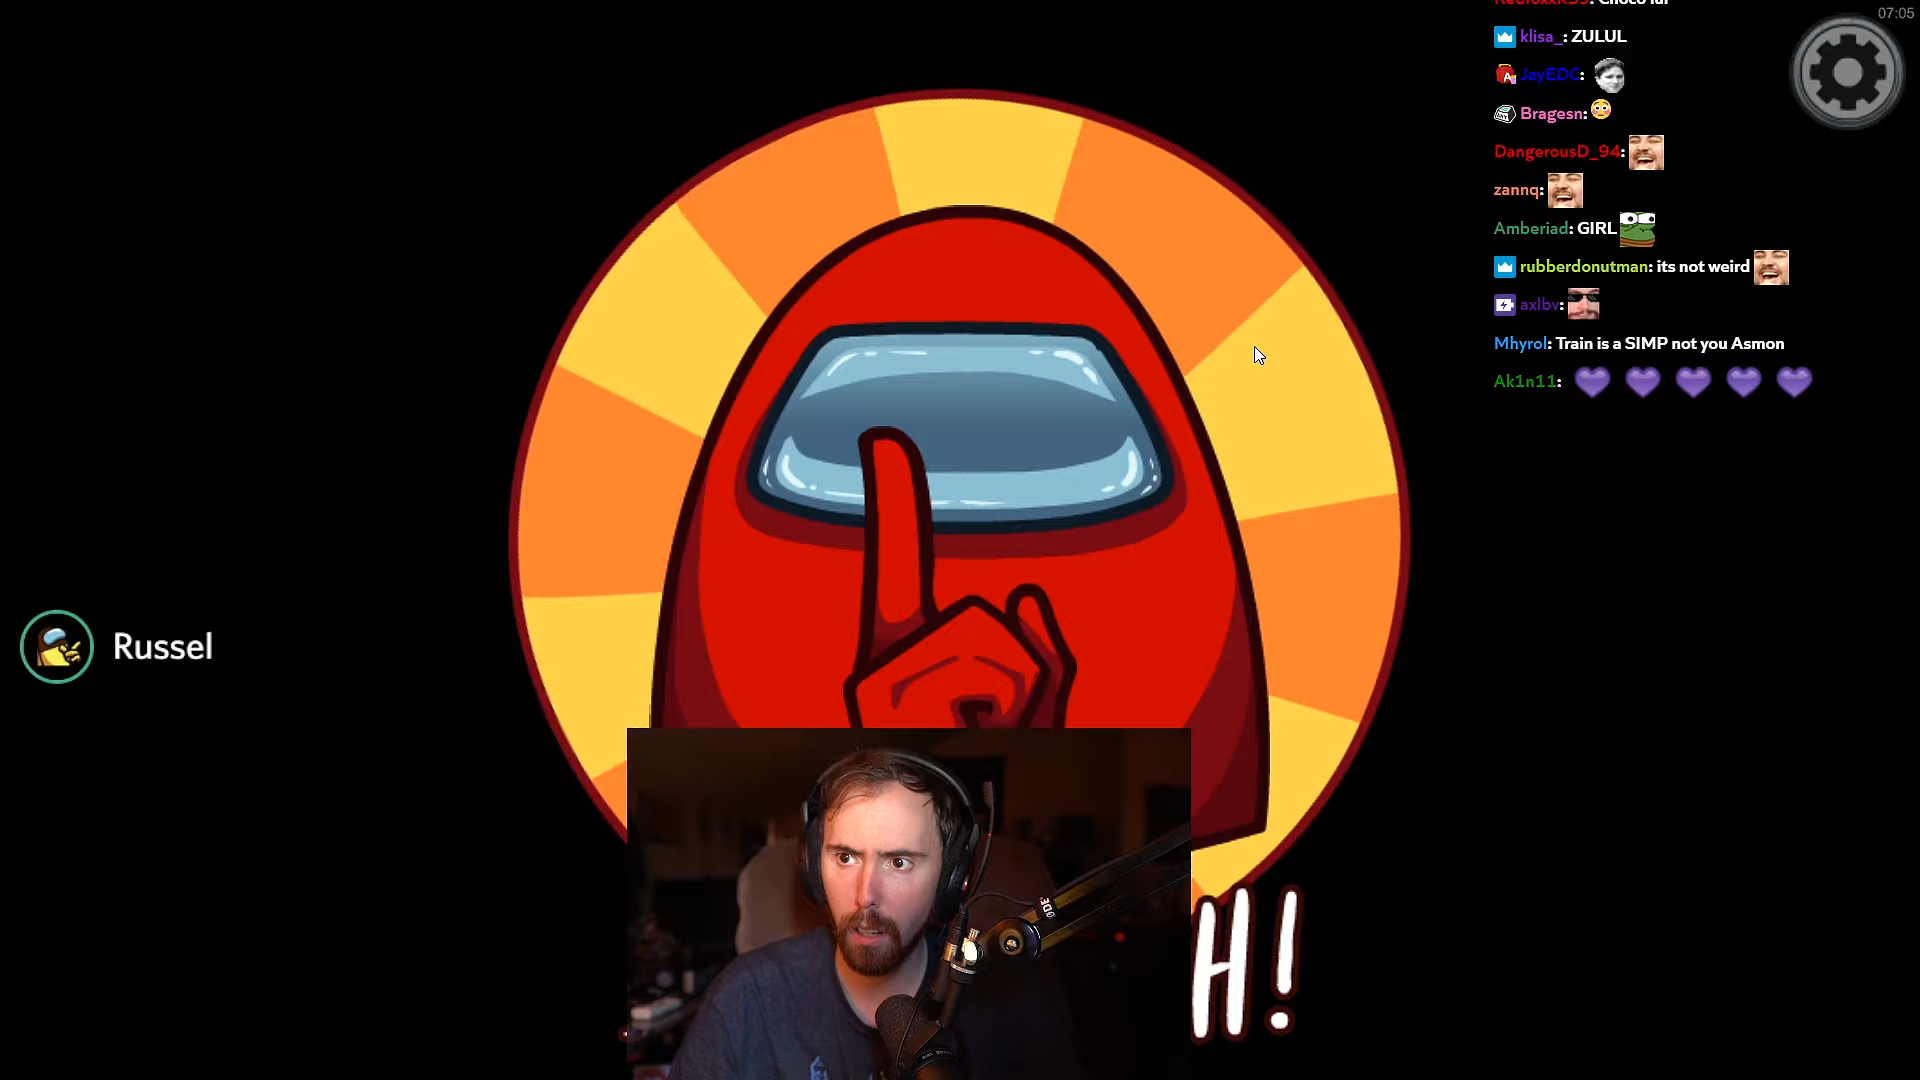 07:05
klisa_: ZULUL
JayEDC:
Bragesn:
DangerousD_94:
zannq:
Amberiad: GIRL
rubberdonutman: its not weird
axlbv:
Mhyrol: Train is a SIMP not you Asmon
Ak1n11:
Russel
H!